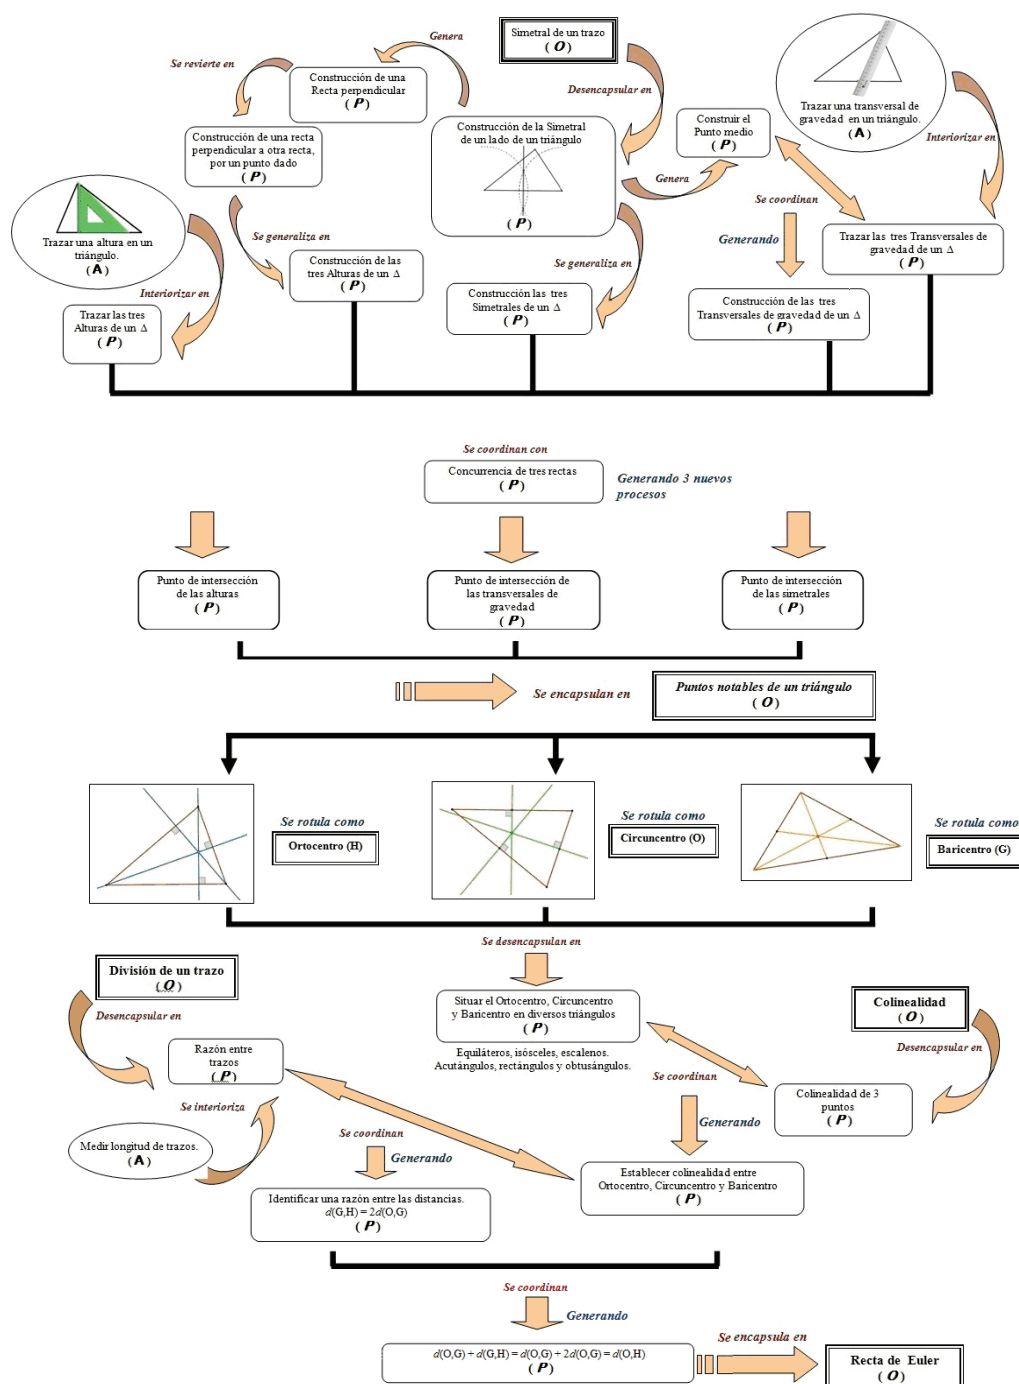 Simetral de un trazo
( O )
Genera
Se revierte en
Construcción de una
Recta perpendicular
( P )
Desencapsular en
Construcción de una recta
perpendicular a otra recta,
por un punto dado
( P )
Construcción de la Simetral
de un lado de un triángulo
( P )
Construir el
Punto medio
( P )
Genera
Trazar una transversal de
gravedad en un triángulo.
( A )
Interiorizar en
Trazar una altura en un
triángulo.
( A )
Interiorizar en
Se generaliza en
Construcción de las
tres Alturas de un Δ
( P )
Se generaliza en
Se coordinan
Generando
Trazar las tres Transversales de
gravedad de un Δ
( P )
Trazar las tres
Alturas de un Δ
( P )
Construcción las tres
Simetrales de un Δ
( P )
Construcción de las tres
Transversales de gravedad de un Δ
( P )
Se coordinan con
Concurrencia de tres rectas
( P )
Generando 3 nuevos
procesos
Punto de intersección
de las alturas
( P )
Punto de intersección de
las transversales de
gravedad
( P )
Punto de intersección
de las simetrales
( P )
Se encapsulan en
Puntos notables de un triángulo
( O )
Se rotula como
Ortocentro (H)
Se rotula como
Circuncentro (O)
Se rotula como
Baricentro (G)
Se desencapsulan en
División de un trazo
( O )
Desencapsular en
Situar el Ortocentro, Circuncentro
y Baricentro en diversos triángulos
( P )
Equiláteros, isósceles, escalenos.
Acutángulos, rectángulos y obtusángulos.
Colinealidad
( O )
Desencapsular en
Razón entre
trazos
( P )
Se interioriza
Medir longitud de trazos.
( A )
Se coordinan
Generando
Colinealidad de 3
puntos
( P )
Se coordinan
Generando
Establecer colinealidad entre
Ortocentro, Circuncentro y Baricentro
( P )
Identificar una razón entre las distancias.
d(G,H) = 2d(O,G)
( P )
Se coordinan
Generando
d(O,G) + d(G,H) = d(O,G) + 2d(O,G) = d(O,H)
( P )
Se encapsula en
Recta de Euler
( O )